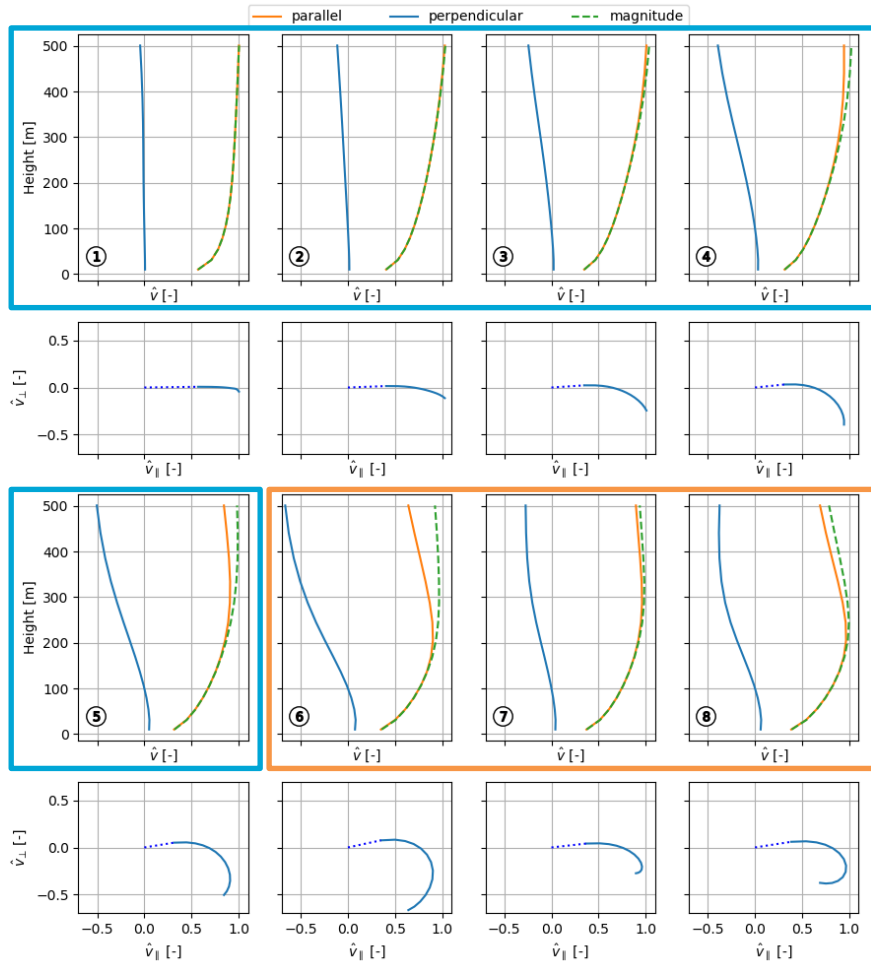 parallel perpendicular magnitude
500
400
300
200
100
0
Height [m]
① ② ③ ④
v̂ [-] v̂ [-] v̂ [-] v̂ [-]
0.5
0.0
−0.5
v̂⊥ [-]
v̂∥ [-] v̂∥ [-] v̂∥ [-] v̂∥ [-]
500
400
300
200
100
0
Height [m]
⑤ ⑥ ⑦ ⑧
v̂ [-] v̂ [-] v̂ [-] v̂ [-]
0.5
0.0
−0.5
v̂⊥ [-]
−0.5 0.0 0.5 1.0 −0.5 0.0 0.5 1.0 −0.5 0.0 0.5 1.0 −0.5 0.0 0.5 1.0
v̂∥ [-] v̂∥ [-] v̂∥ [-] v̂∥ [-]